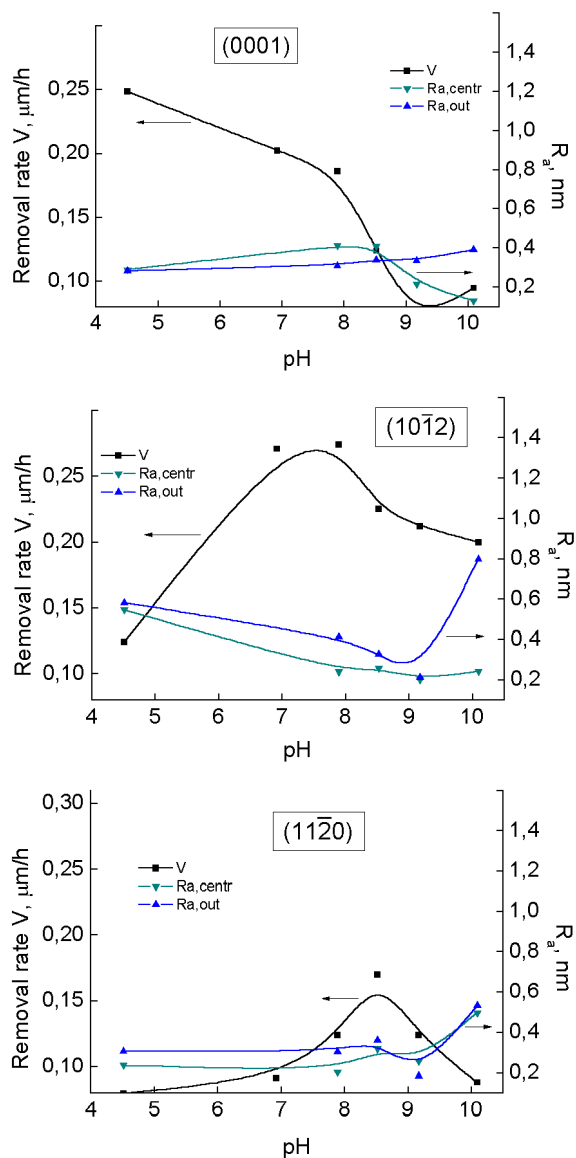 (0001)
V
Ra,centr
Ra,out
0,25
0,20
0,15
0,10
Removal rate V, μm/h
1,4
1,2
1,0
0,8
0,6
0,4
0,2
Ra, nm
4 5 6 7 8 9 10
pH
(101̅2)
V
Ra,centr
Ra,out
0,25
0,20
0,15
0,10
Removal rate V, μm/h
1,4
1,2
1,0
0,8
0,6
0,4
0,2
Ra, nm
4 5 6 7 8 9 10
pH
(112̅0)
V
Ra,centr
Ra,out
0,30
0,25
0,20
0,15
0,10
Removal rate V, μm/h
1,4
1,2
1,0
0,8
0,6
0,4
0,2
Ra, nm
4 5 6 7 8 9 10
pH